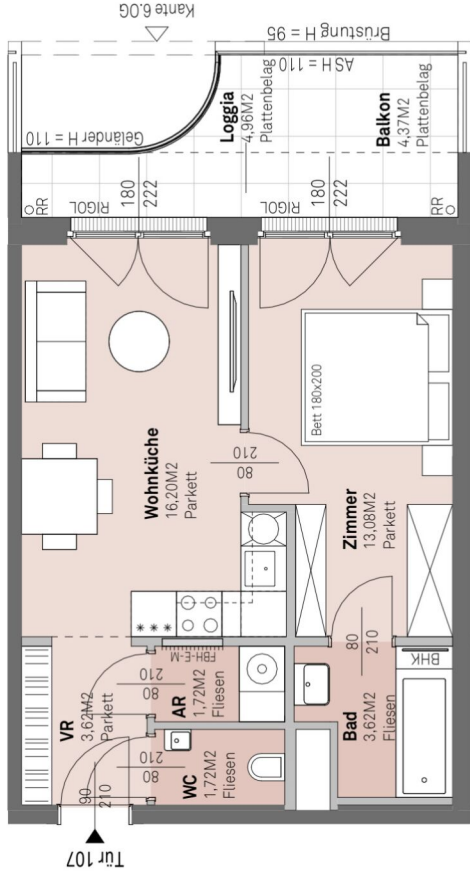 Kante 6.OG
Brüstung H = 95
ASH = 110
Geländer H = 110
Loggia
4,96M2
Plattenbelag
Balkon
4,37M2
Plattenbelag
RR
RIGOL
180
222
RIGOL
180
222
RR
Wohnküche
16,20M2
Parkett
80
210
Bett 180x200
Zimmer
13,08M2
Parkett
VR
3,62M2
Parkett
80
210
FBH-E-M
AR
1,72M2
Fliesen
80
210
BHK
Bad
3,62M2
Fliesen
WC
1,72M2
Fliesen
80
210
90
210
Tür 107